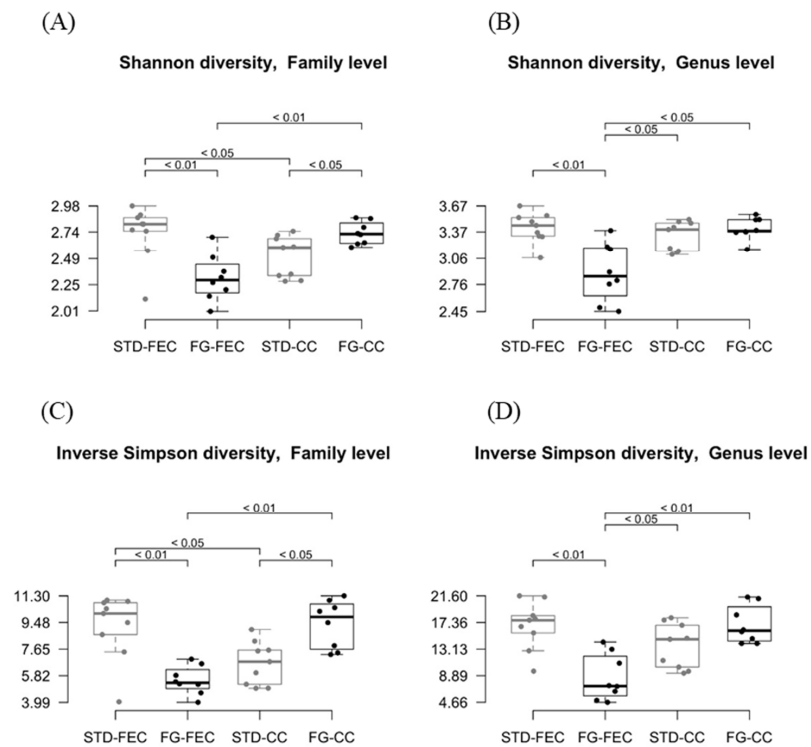 (A)
Shannon diversity, Family level
< 0.01
< 0.05
< 0.01
< 0.05
2.98
2.74
2.49
2.25
2.01
STD-FEC FG-FEC STD-CC FG-CC
(B)
Shannon diversity, Genus level
< 0.05
< 0.05
< 0.01
3.67
3.37
3.06
2.76
2.45
STD-FEC FG-FEC STD-CC FG-CC
(C)
Inverse Simpson diversity, Family level
< 0.01
< 0.05
< 0.01
< 0.05
11.30
9.48
7.65
5.82
3.99
STD-FEC FG-FEC STD-CC FG-CC
(D)
Inverse Simpson diversity, Genus level
< 0.01
< 0.05
< 0.01
21.60
17.36
13.13
8.89
4.66
STD-FEC FG-FEC STD-CC FG-CC